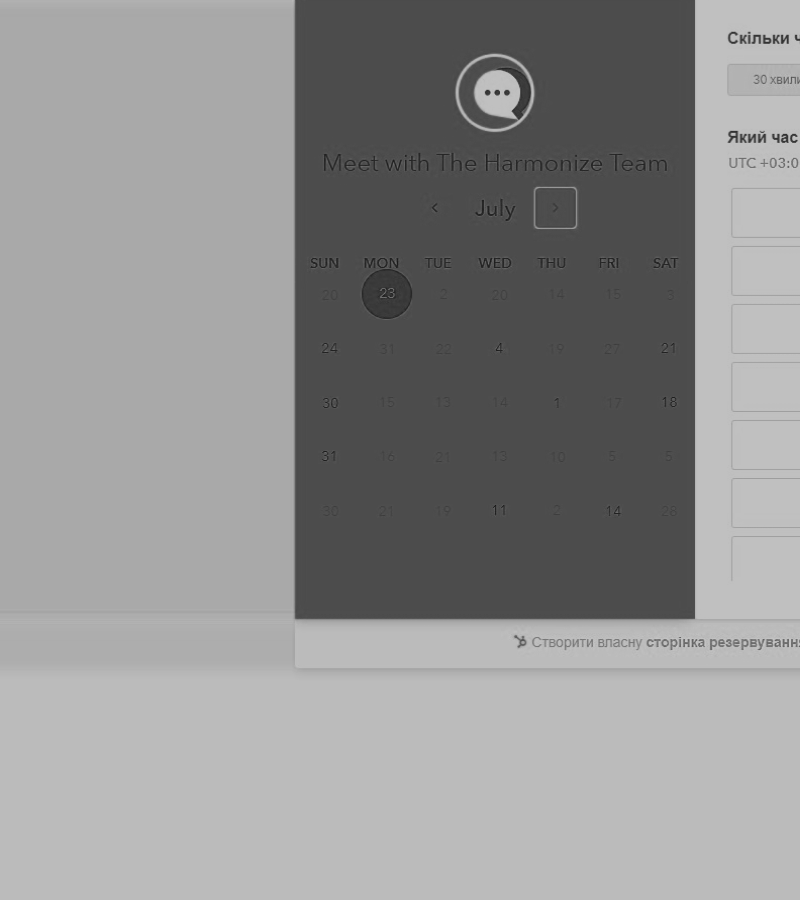 Meet with The Harmonize Team
July
SUN MON TUE WED THU FRI SAT
20 23 2 20 14 15 3
24 31 22 4 19 27 21
30 15 13 14 1 17 18
31 16 21 13 10 5 5
30 21 19 11 2 14 26
Скільки
30 хвили
Який час
UTC +03:0
Створити власну сторінка резервування